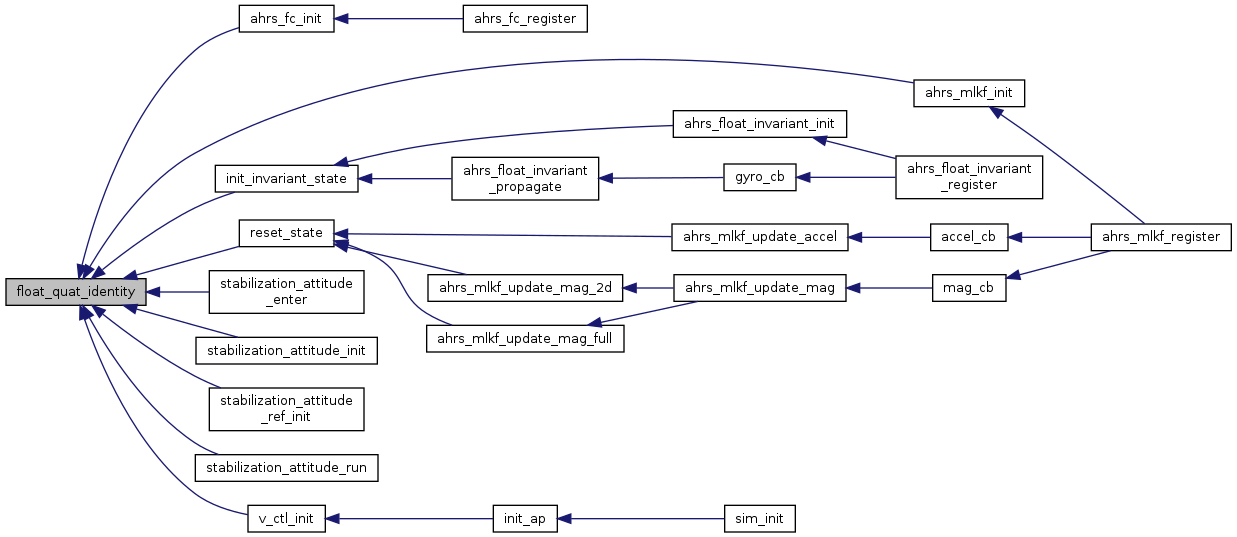 ahrs_fc_init
ahrs_fc_register
ahrs_mlkf_init
ahrs_float_invariant_init
init_invariant_state
ahrs_float_invariant
_propagate
gyro_cb
ahrs_float_invariant
_register
reset_state
ahrs_mlkf_update_accel
accel_cb
ahrs_mlkf_register
float_quat_identity
stabilization_attitude
_enter
ahrs_mlkf_update_mag_2d
ahrs_mlkf_update_mag
mag_cb
stabilization_attitude_init
ahrs_mlkf_update_mag_full
stabilization_attitude
_ref_init
stabilization_attitude_run
v_ctl_init
init_ap
sim_init